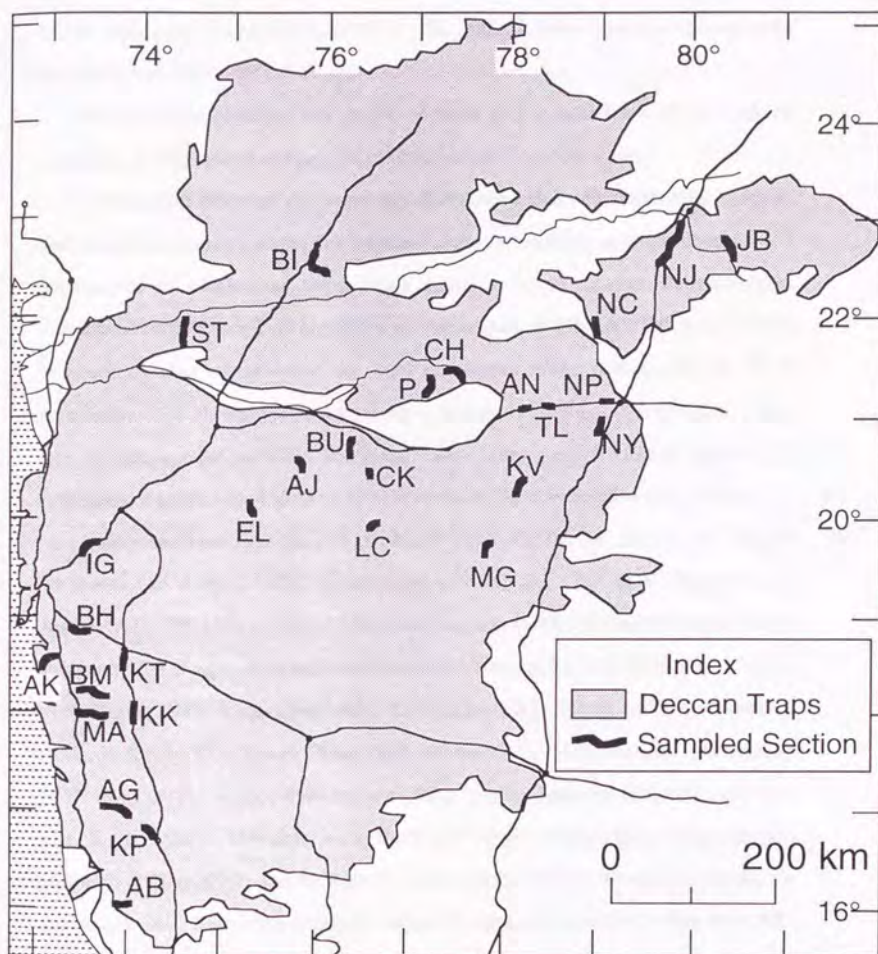 74° 76° 78° 80°
24°
BI
JB
NJ
NC
22°
ST
CH
P
AN
NP
TL
NY
BU
AJ
CK
KV
EL
20°
LC
IG
MG
BH
AK
KT
BM
KK
MA
Index
Deccan Traps
Sampled Section
AG
KP
0 200 km
AB
16°